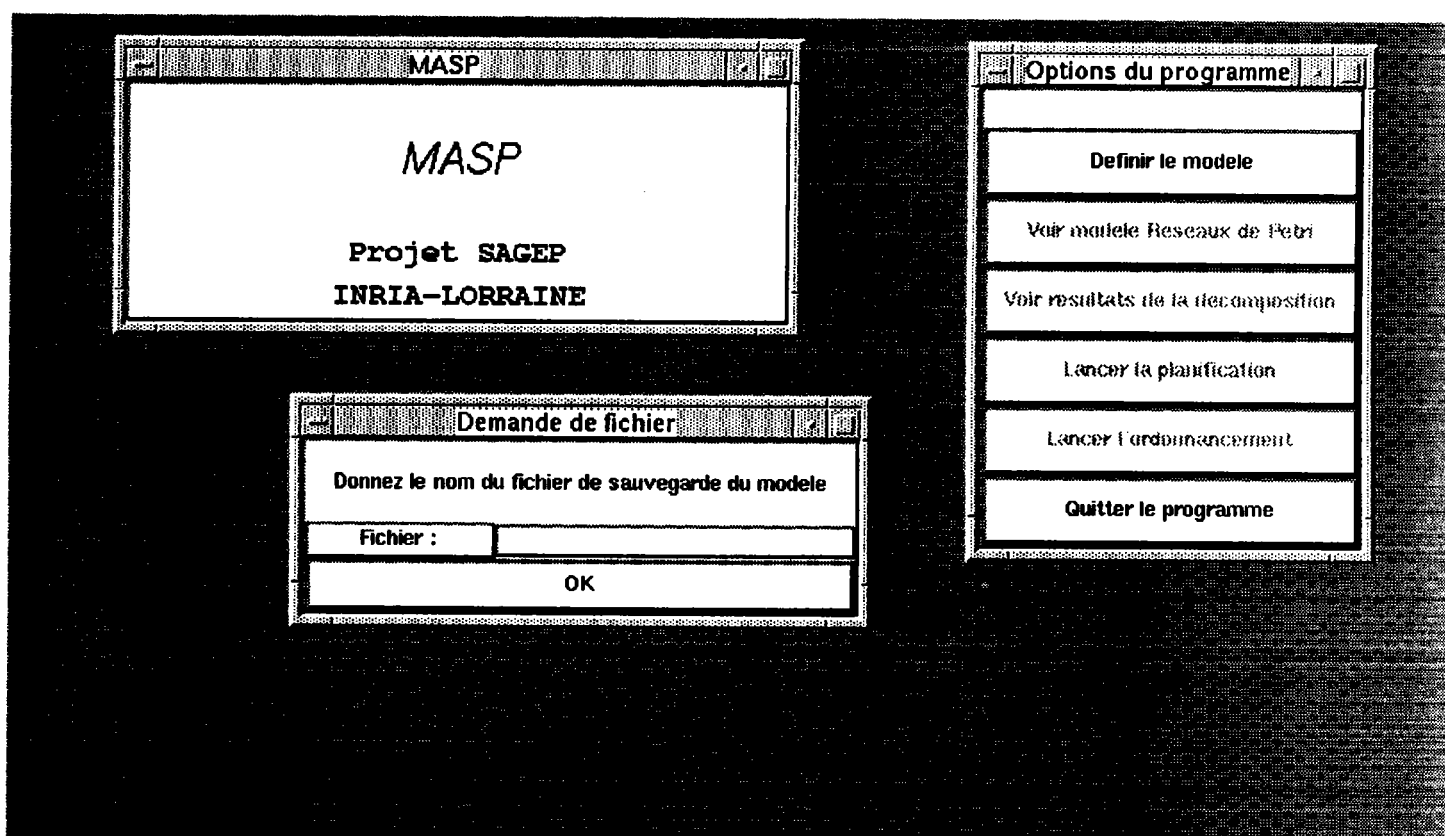 MASP
MASP
Projet SAGEP
INRIA-LORRAINE
Options du programme
Definir le modele
Voir modele Reseaux de Petri
Voir resultats de la decomposition
Lancer la planification
Lancer l'ordonnancement
Quitter le programme
Demande de fichier
Donnez le nom du fichier de sauvegarde du modele
Fichier :
OK